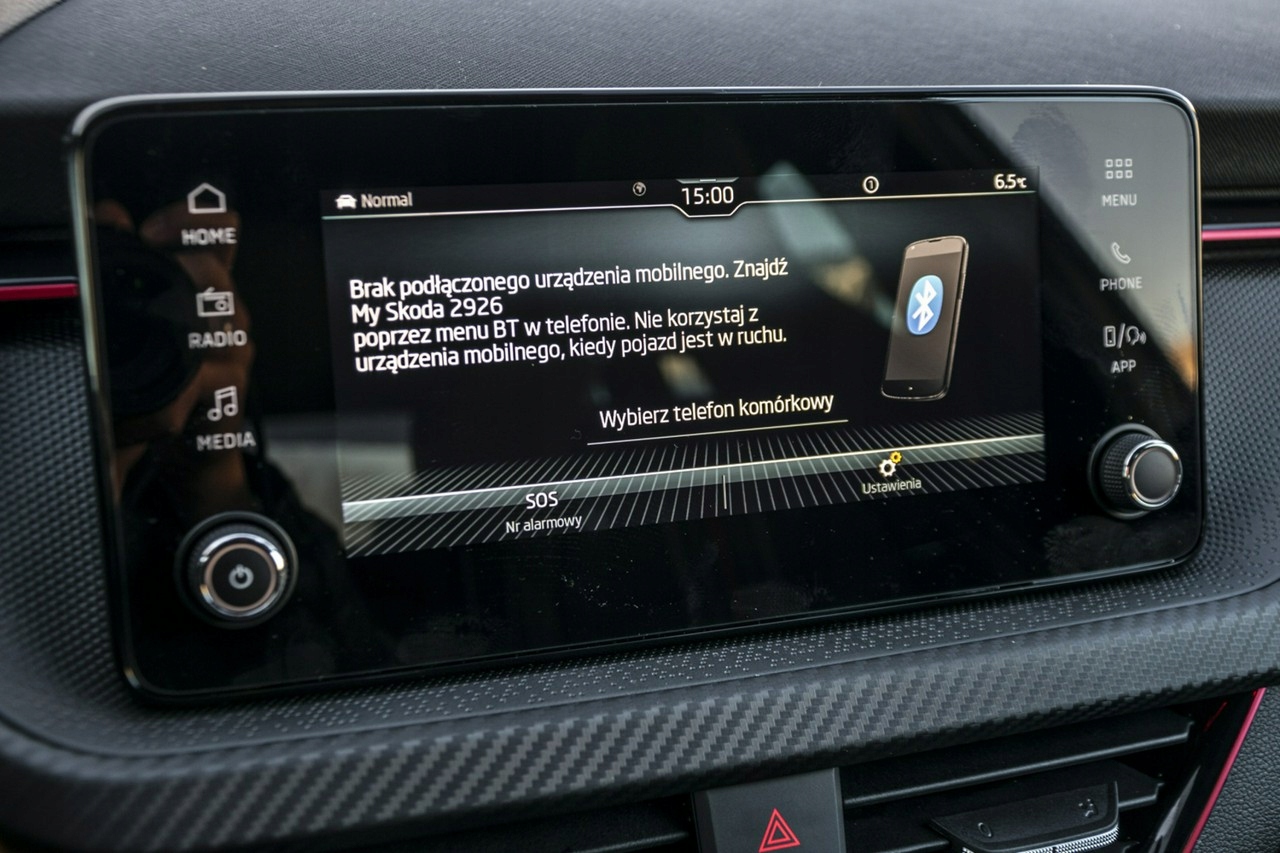 Normal
15:00
1
6.5°C
HOME
RADIO
MEDIA
Brak podłączonego urządzenia mobilnego. Znajdź
My Skoda 2926
poprzez menu BT w telefonie. Nie korzystaj z
urządzenia mobilnego, kiedy pojazd jest w ruchu.
Wybierz telefon komórkowy
SOS
Nr alarmowy
Ustawienia
MENU
PHONE
APP